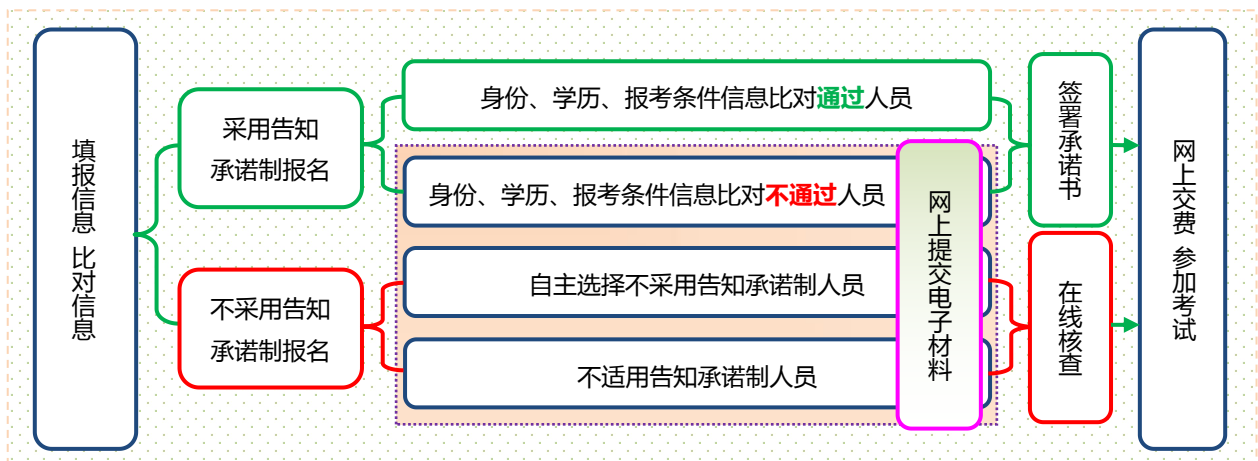 填报信息 比对信息
采用告知
承诺制报名
不采用告知
承诺制报名
身份、学历、报考条件信息比对通过人员
身份、学历、报考条件信息比对不通过人员
自主选择不采用告知承诺制人员
不适用告知承诺制人员
网上提交电子材料
签署承诺书
在线核查
网上交费 参加考试